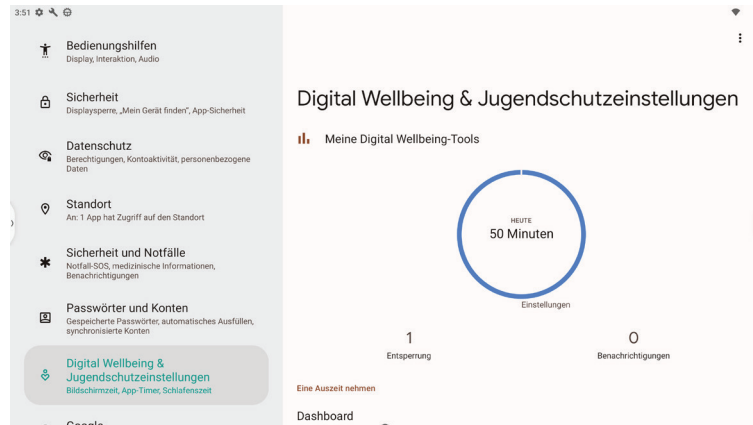 3:51
Bedienungshilfen
Display, Interaktion, Audio
Sicherheit
Displaysperre, „Mein Gerät finden“, App-Sicherheit
Datenschutz
Berechtigungen, Kontoaktivität, personenbezogene
Daten
Standort
An: 1 App hat Zugriff auf den Standort
Sicherheit und Notfälle
Notfall-SOS, medizinische Informationen,
Benachrichtigungen
Passwörter und Konten
Gespeicherte Passwörter, automatisches Ausfüllen,
synchronisierte Konten
Digital Wellbeing &
Jugendschutzeinstellungen
Bildschirmzeit, App-Timer, Schlafenszeit
Google
Digital Wellbeing & Jugendschutzeinstellungen
Meine Digital Wellbeing-Tools
HEUTE
50 Minuten
Einstellungen
1
Entsperrung
0
Benachrichtigungen
Eine Auszeit nehmen
Dashboard